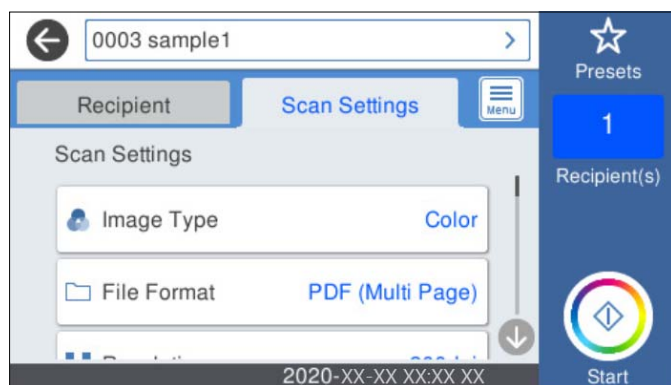 0003 sample1
Presets
Recipient
Scan Settings
Menu
1
Scan Settings
Recipient(s)
Image Type
Color
File Format
PDF (Multi Page)
2020-XX-XX XX:XX XX
Start